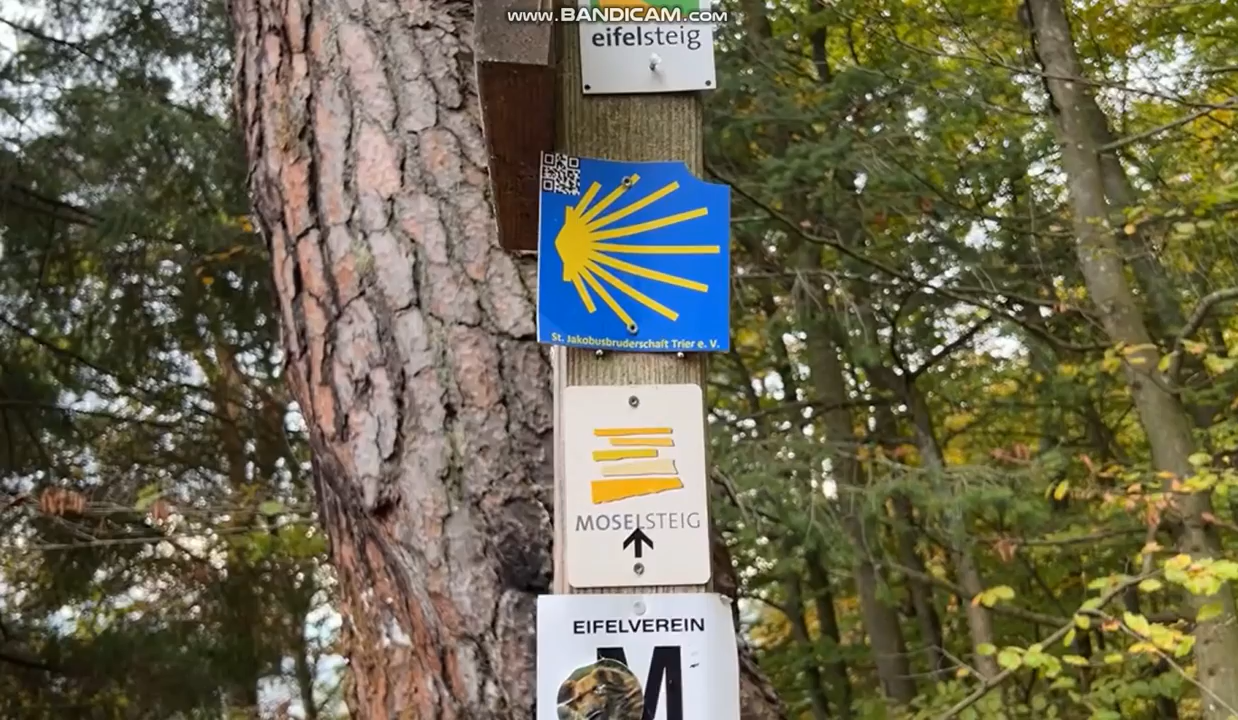 www.BANDICAM.com
eifelsteig
St. Jakobusbruderschaft Trier e. V.
MOSELSTEIG
EIFELVEREIN
M